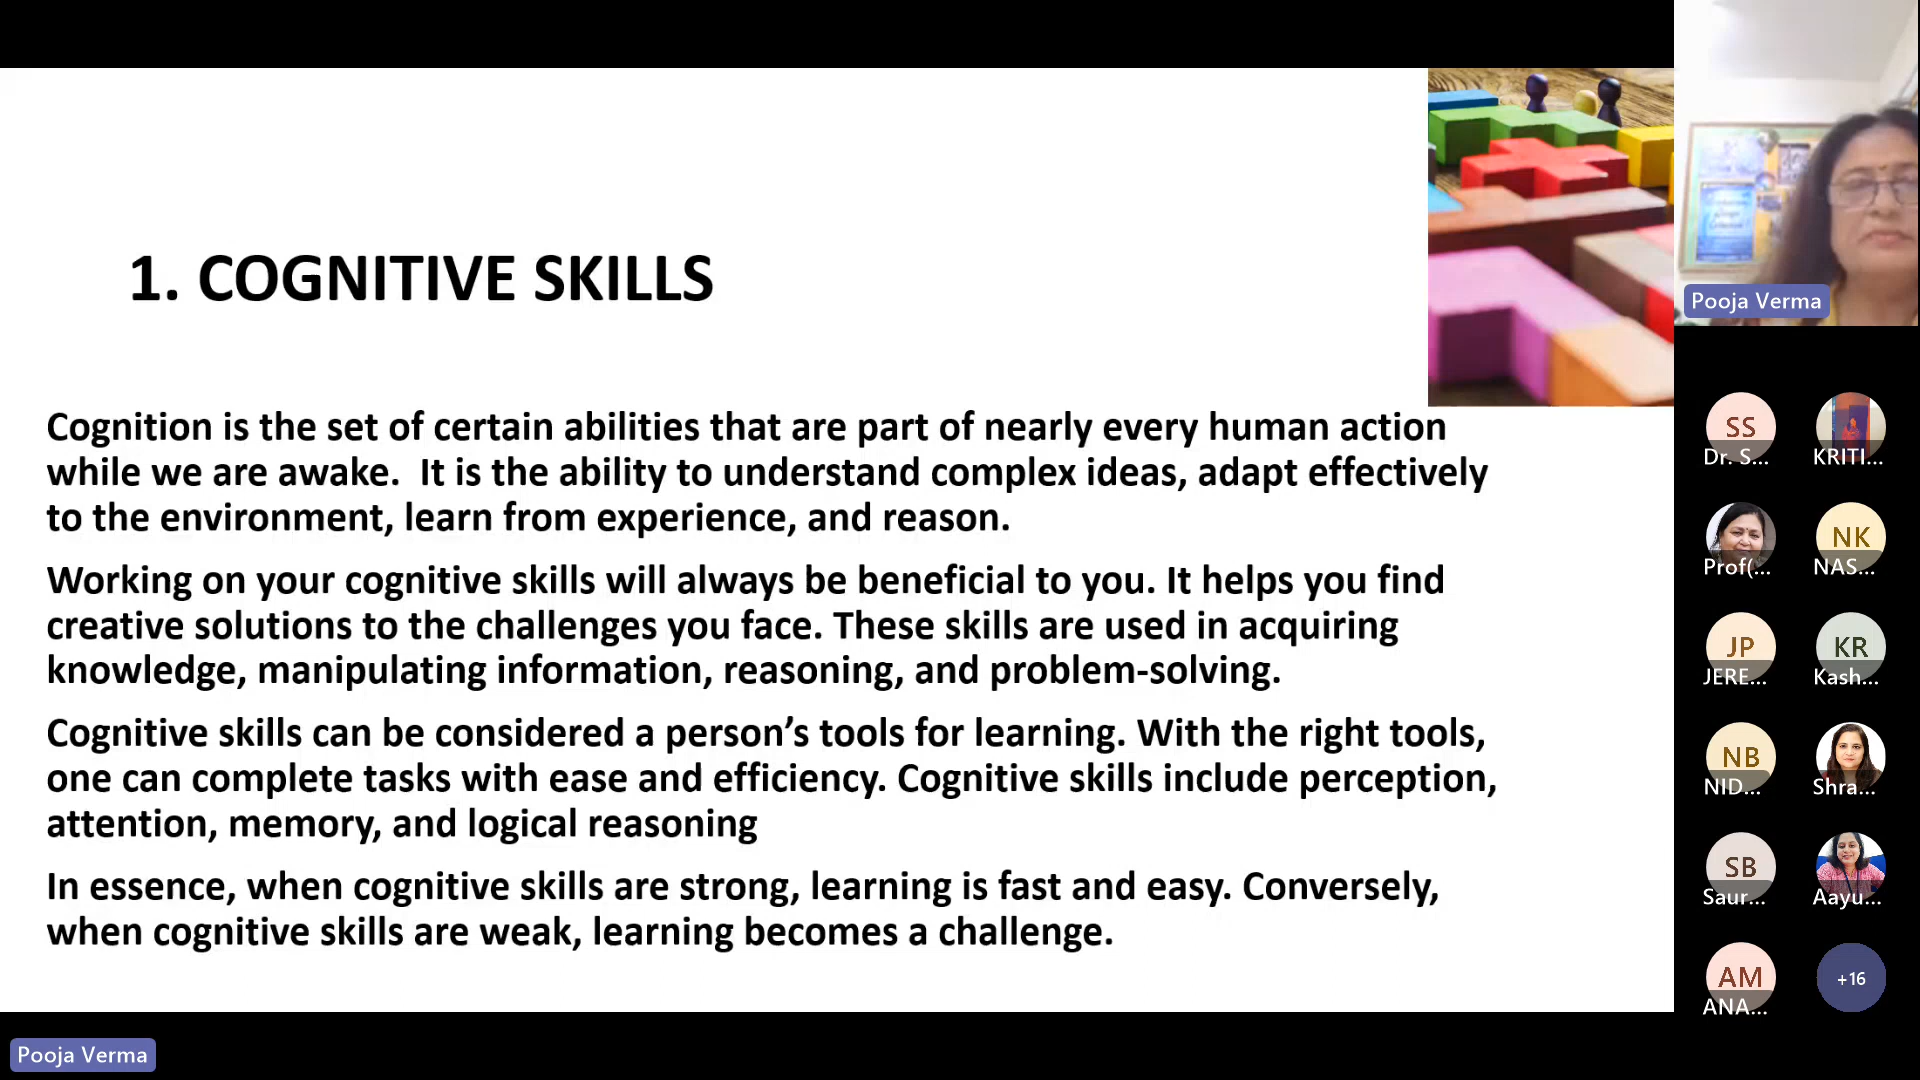 1. COGNITIVE SKILLS
Cognition is the set of certain abilities that are part of nearly every human action
while we are awake.  It is the ability to understand complex ideas, adapt effectively
to the environment, learn from experience, and reason.
Working on your cognitive skills will always be beneficial to you. It helps you find
creative solutions to the challenges you face. These skills are used in acquiring
knowledge, manipulating information, reasoning, and problem-solving.
Cognitive skills can be considered a person’s tools for learning. With the right tools,
one can complete tasks with ease and efficiency. Cognitive skills include perception,
attention, memory, and logical reasoning
In essence, when cognitive skills are strong, learning is fast and easy. Conversely,
when cognitive skills are weak, learning becomes a challenge.
Pooja Verma
Pooja Verma
SS
Dr. S...
KRITI...
Prof(...
NK
NAS...
JP
JERE...
KR
Kash...
NB
NID...
Shra...
SB
Saur...
Aayu...
AM
ANA...
+16